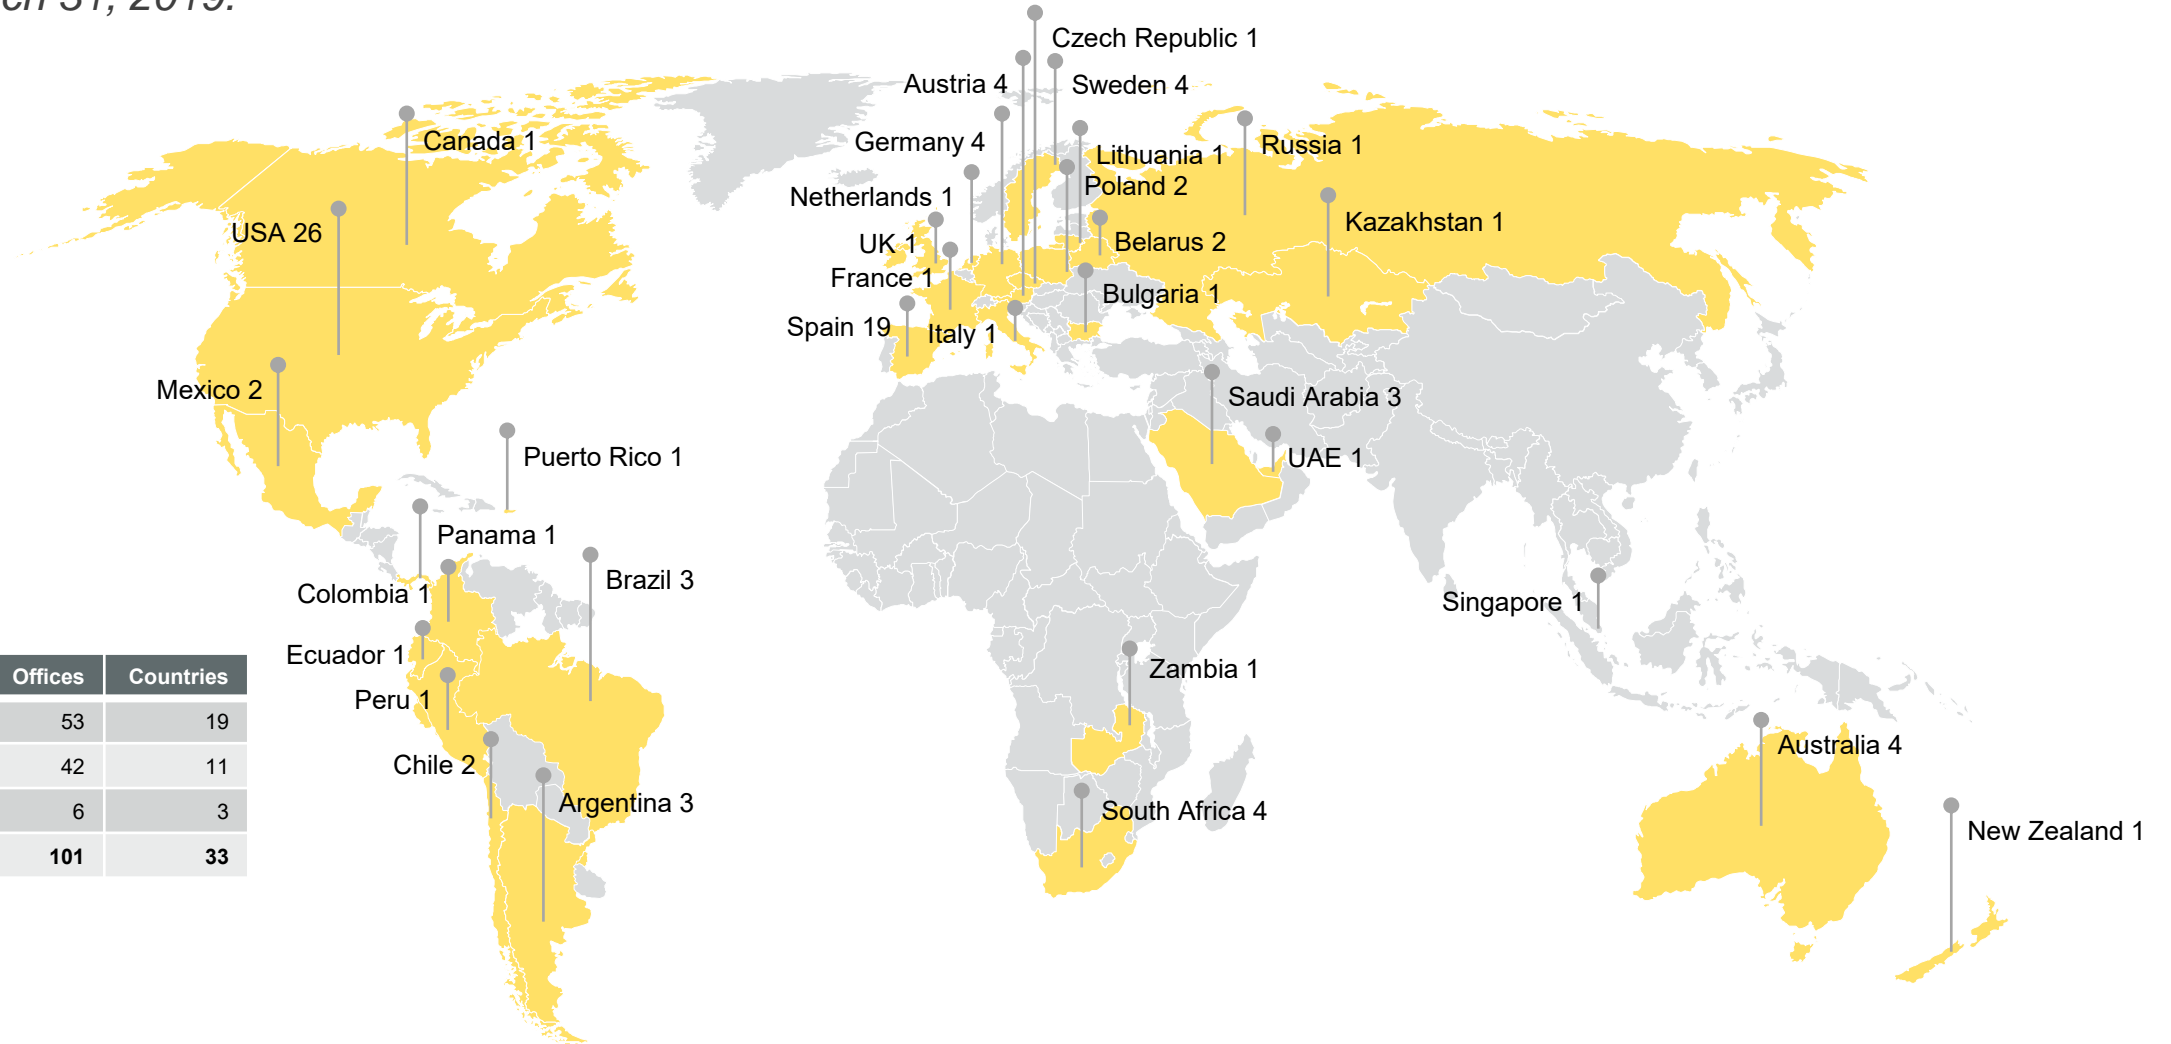 ch 31, 2019.
Czech Republic 1
Austria 4
Sweden 4
Canada 1
Germany 4
Lithuania 1
Russia 1
Netherlands 1
Poland 2
USA 26
UK 1
Belarus 2
Kazakhstan 1
France 1
Bulgaria 1
Spain 19
Italy 1
Mexico 2
Saudi Arabia 3
Puerto Rico 1
UAE 1
Panama 1
Brazil 3
Colombia 1
Singapore 1
Ecuador 1
Zambia 1
Peru 1
Chile 2
Australia 4
Argentina 3
South Africa 4
New Zealand 1
Offices Countries
53 19
42 11
6 3
101 33